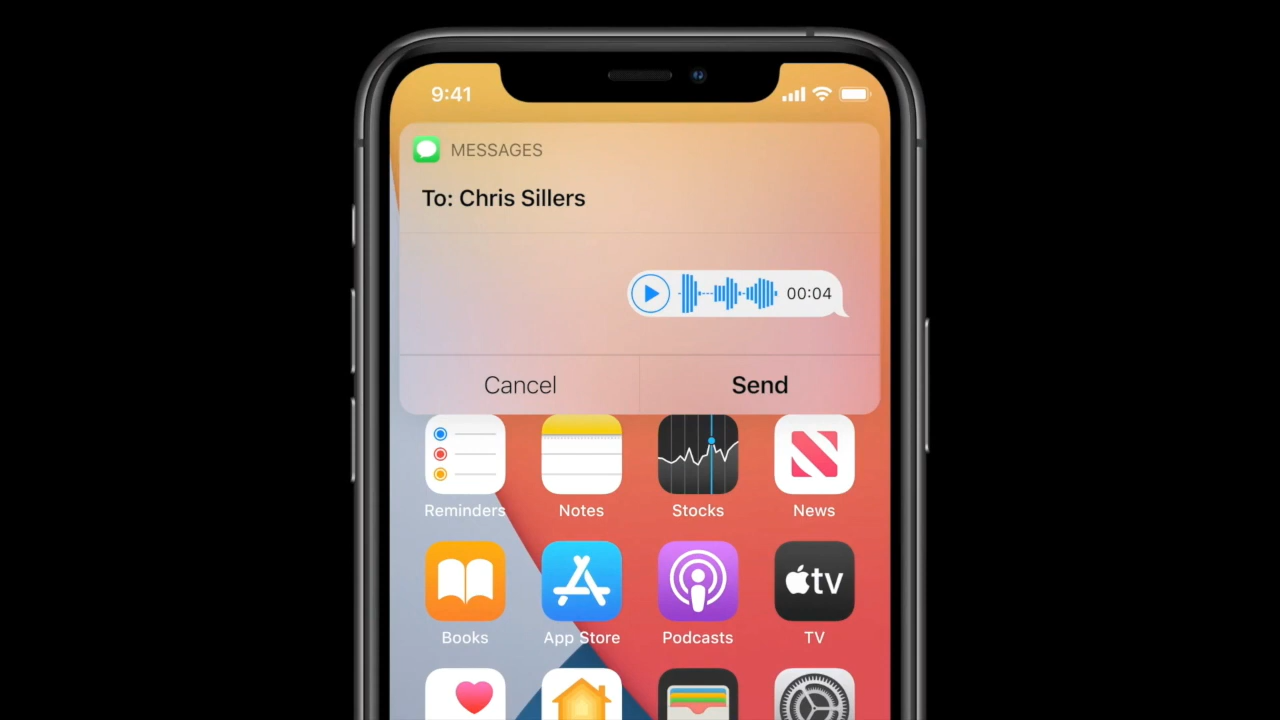 9:41
MESSAGES
To: Chris Sillers
00:04
Cancel Send
Reminders Notes Stocks News
tv
Books App Store Podcasts TV